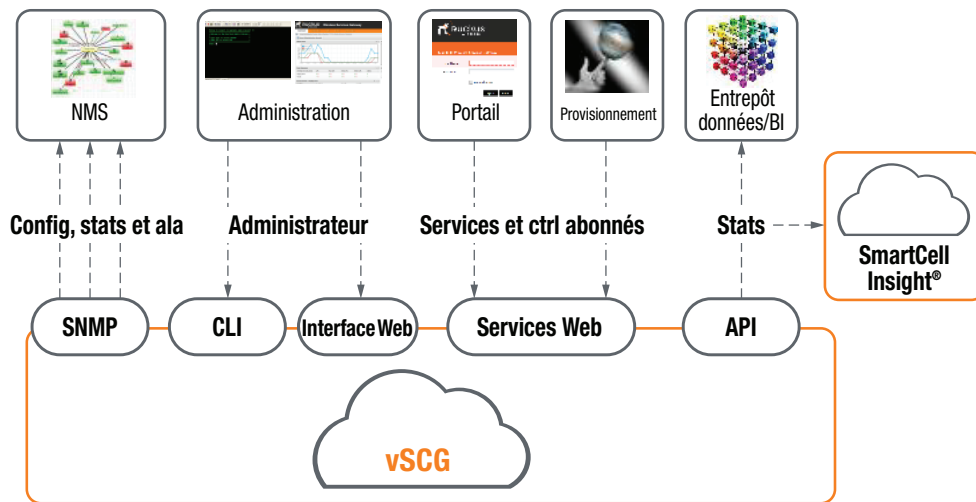 NMS
Administration
Ruckus
Portail
Provisionnement
Entrepôt
données/BI
Config, stats et ala
Administrateur
Services et ctrl abonnés
Stats
SmartCell
Insight®
SNMP
CLI
Interface Web
Services Web
API
vSCG